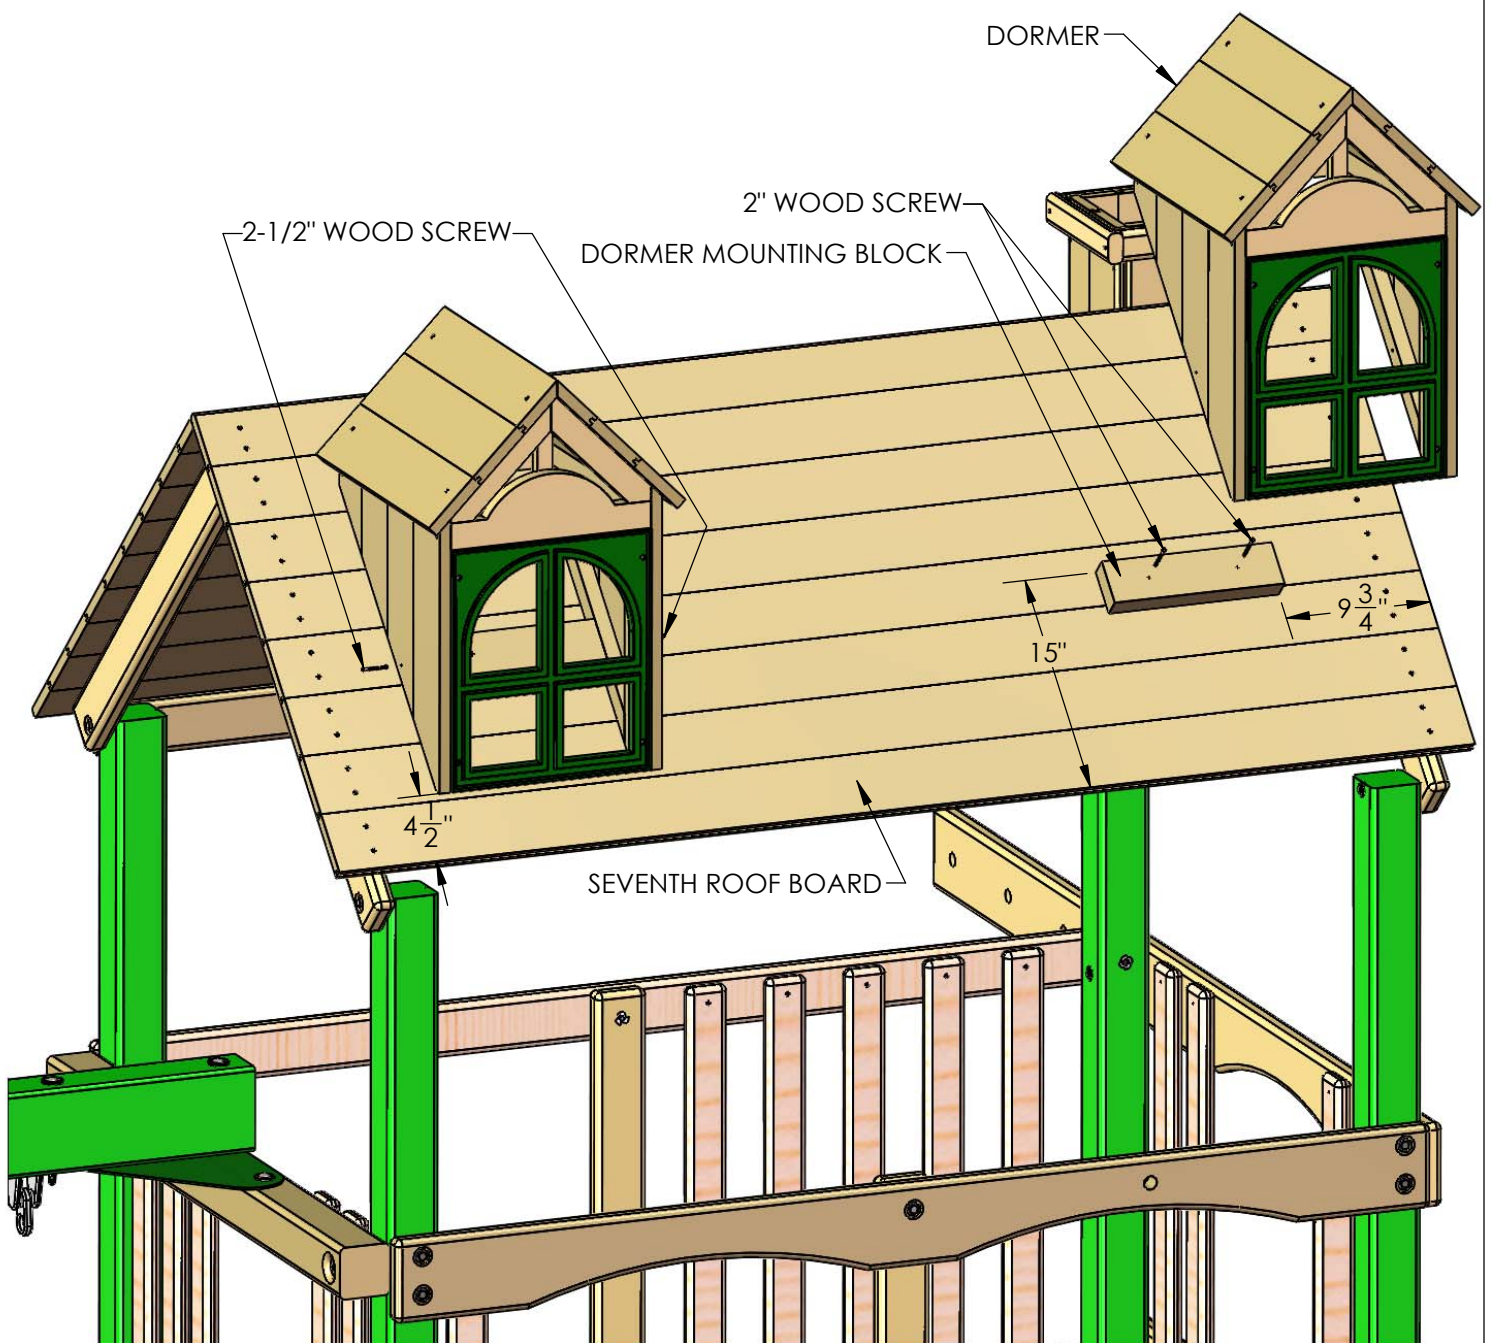 DORMER
2" WOOD SCREW
2-1/2" WOOD SCREW
DORMER MOUNTING BLOCK
9 3/4"
15"
4 1/2"
SEVENTH ROOF BOARD